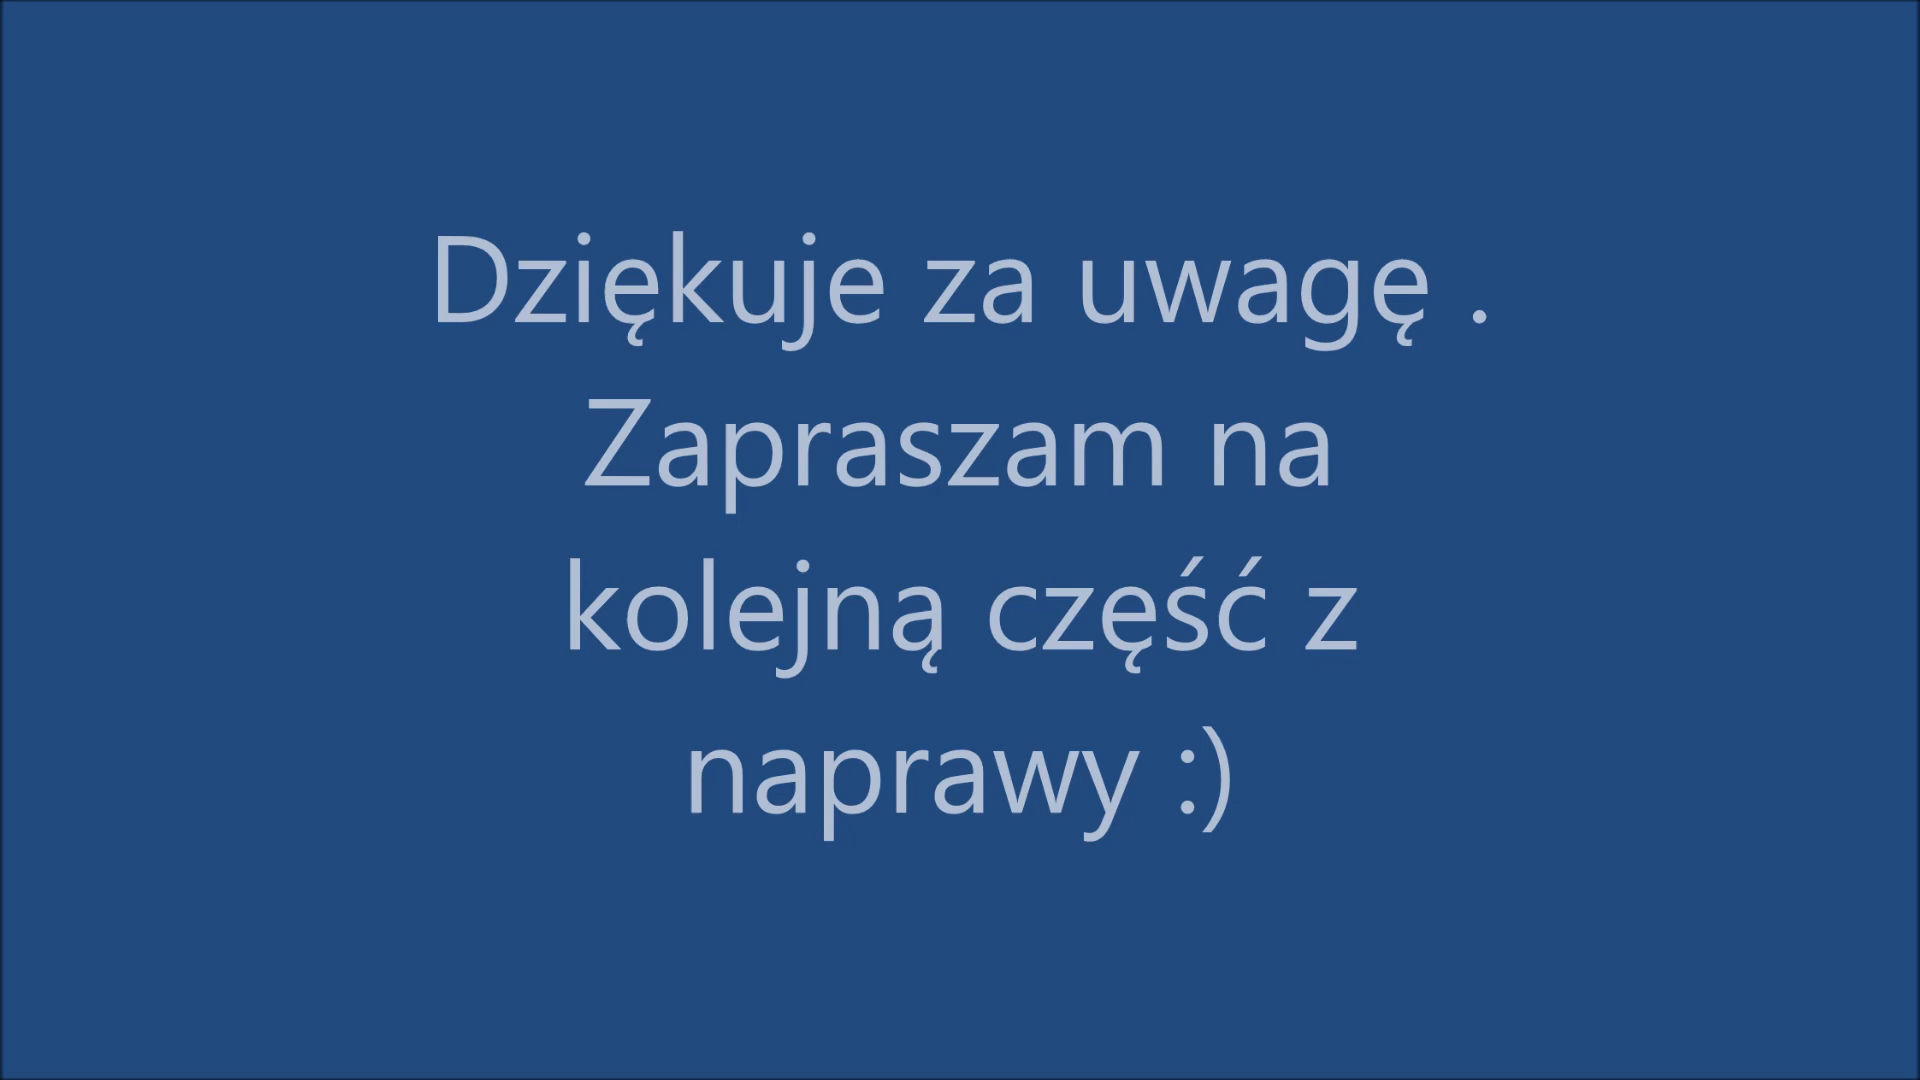 Dziękuje za uwagę .
Zapraszam na
kolejną część z
naprawy :)